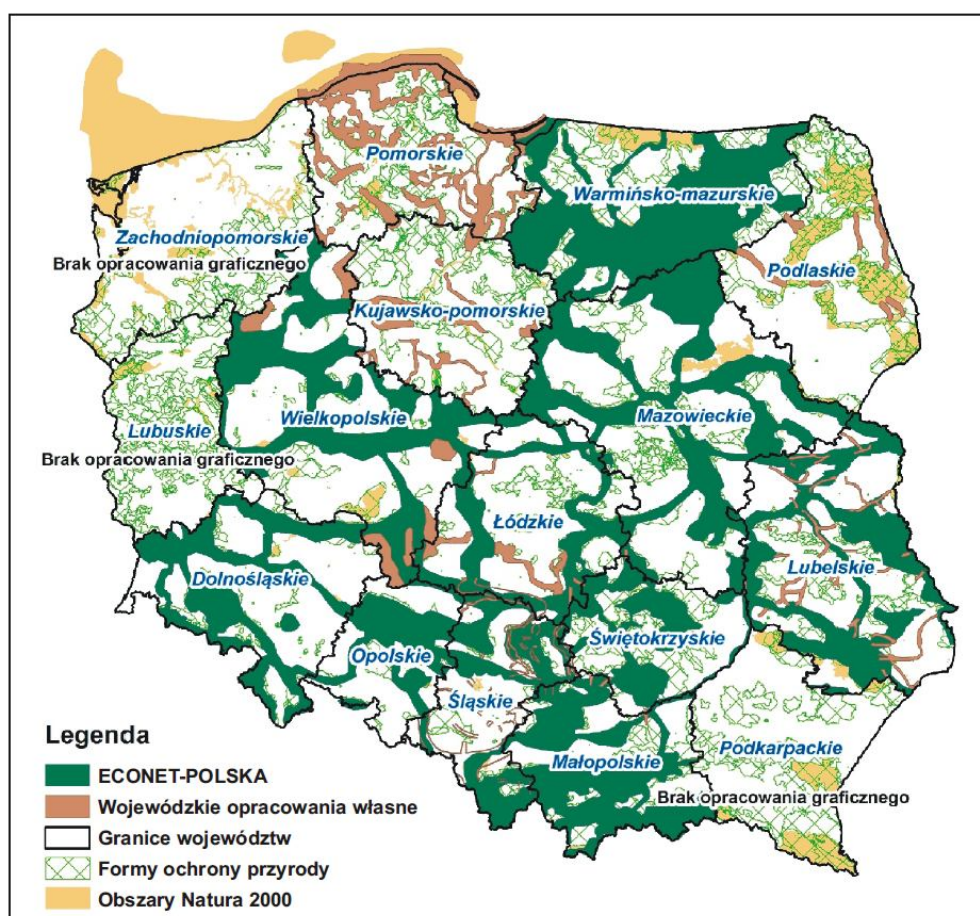 Pomorskie
Warmińsko-mazurskie
Zachodniopomorskie
Brak opracowania graficznego
Podlaskie
Kujawsko-pomorskie
Wielkopolskie
Mazowieckie
Lubuskie
Brak opracowania graficznego
Łódzkie
Lubelskie
Dolnośląskie
Świętokrzyskie
Opolskie
Śląskie
Podkarpackie
Małopolskie
Brak opracowania graficznego
Legenda
ECONET-POLSKA
Wojewódzkie opracowania własne
Granice województw
Formy ochrony przyrody
Obszary Natura 2000